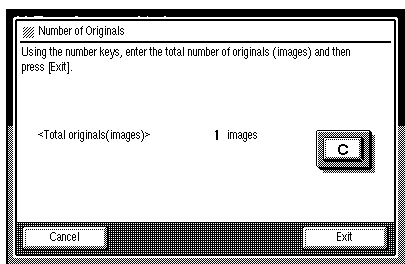 Number of Originals
Using the number keys, enter the total number of originals (images) and then
press [Exit].
<Total originals(images)> 1 images
C
Cancel Exit